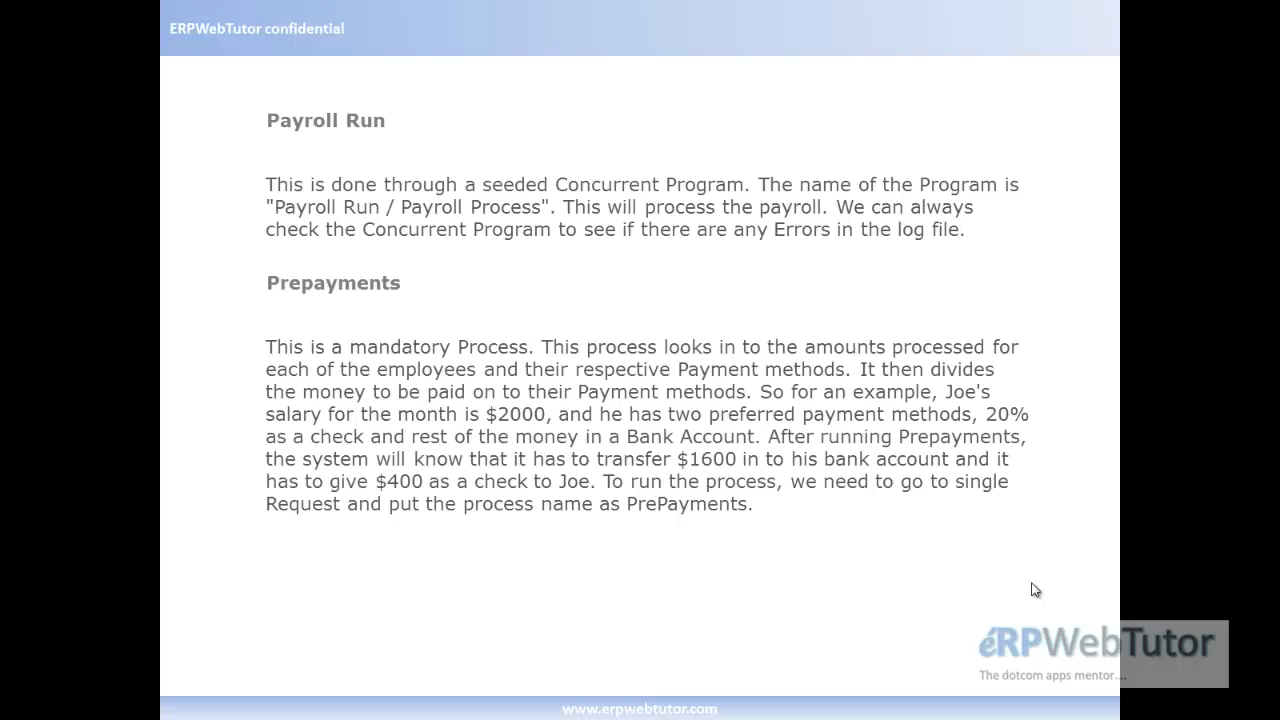 ERPWebTutor confidential
Payroll Run
This is done through a seeded Concurrent Program. The name of the Program is
"Payroll Run / Payroll Process". This will process the payroll. We can always
check the Concurrent Program to see if there are any Errors in the log file.
Prepayments
This is a mandatory Process. This process looks in to the amounts processed for
each of the employees and their respective Payment methods. It then divides
the money to be paid on to their Payment methods. So for an example, Joe's
salary for the month is $2000, and he has two preferred payment methods, 20%
as a check and rest of the money in a Bank Account. After running Prepayments,
the system will know that it has to transfer $1600 in to his bank account and it
has to give $400 as a check to Joe. To run the process, we need to go to single
Request and put the process name as PrePayments.
eRPWebTutor
The dotcom apps mentor....
www.erpwebtutor.com